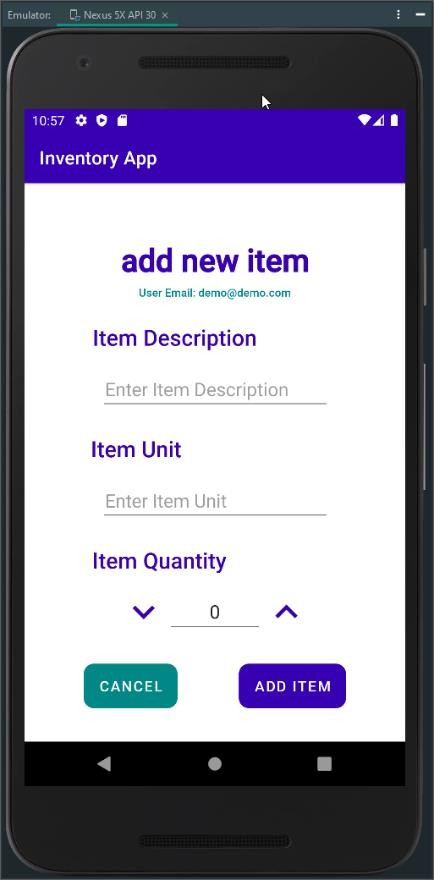 Emulator: Nexus 5X API 30
10:57
Inventory App
add new item
User Email: demo@demo.com
Item Description
Enter Item Description
Item Unit
Enter Item Unit
Item Quantity
0
CANCEL ADD ITEM